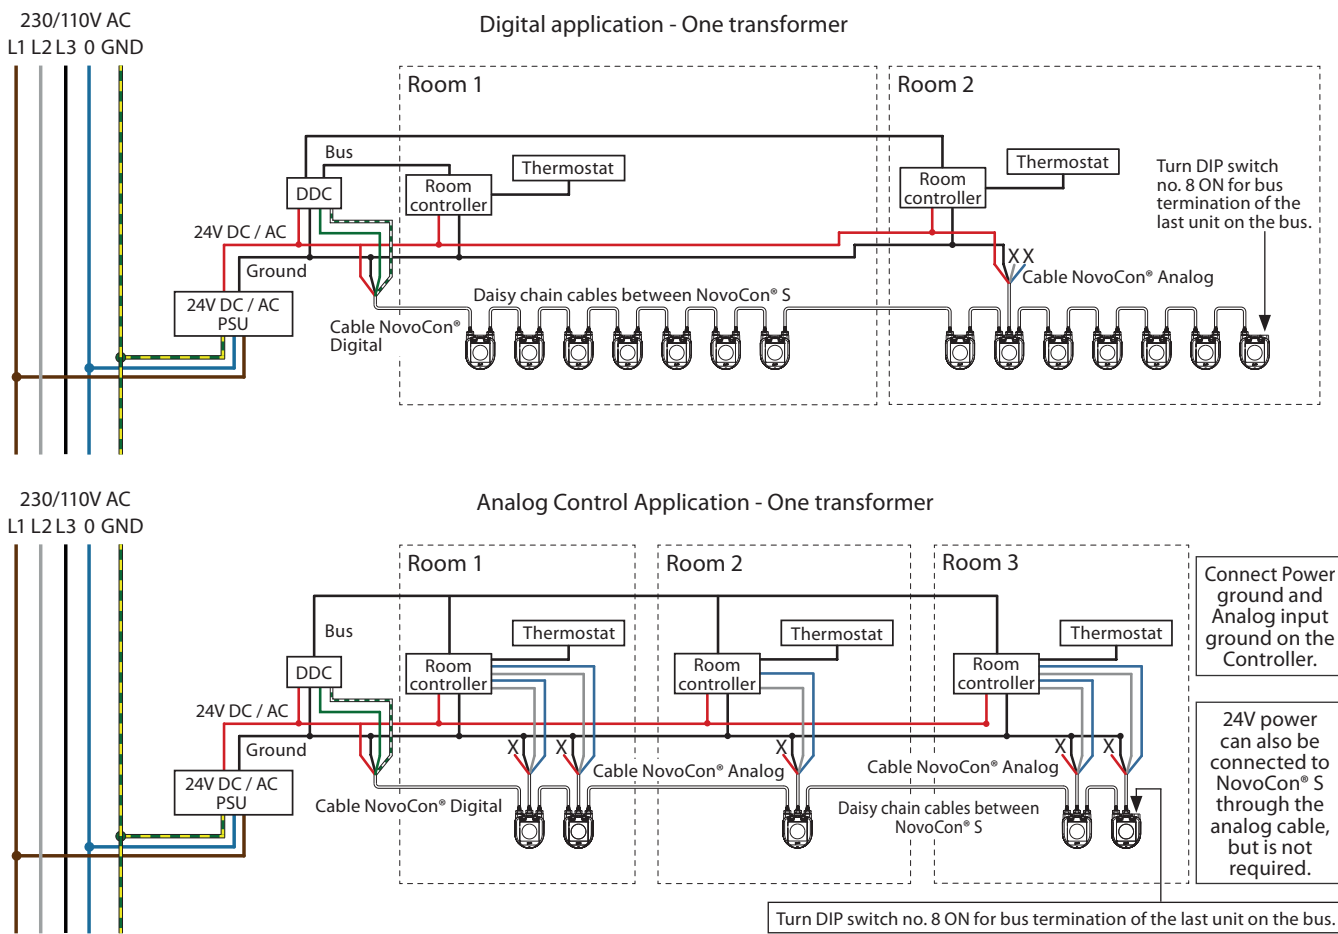 230/110V AC
L1 L2 L3 0 GND
Digital application - One transformer
Room 1
Room 2
Bus
DDC
Room
controller
Thermostat
Room
controller
Thermostat
Turn DIP switch
no. 8 ON for bus
termination of the
last unit on the bus.
24V DC / AC
Ground
24V DC / AC
PSU
X X
Cable NovoCon® Analog
Daisy chain cables between NovoCon® S
Cable NovoCon®
Digital
230/110V AC
L1 L2 L3 0 GND
Analog Control Application - One transformer
Room 1
Room 2
Room 3
Bus
DDC
Room
controller
Thermostat
Room
controller
Thermostat
Room
controller
Thermostat
Connect Power
ground and
Analog input
ground on the
Controller.
24V DC / AC
Ground
24V DC / AC
PSU
X
X
X
X
X
Cable NovoCon® Analog
Cable NovoCon® Analog
Cable NovoCon® Digital
Daisy chain cables between
NovoCon® S
24V power
can also be
connected to
NovoCon® S
through the
analog cable,
but is not
required.
Turn DIP switch no. 8 ON for bus termination of the last unit on the bus.